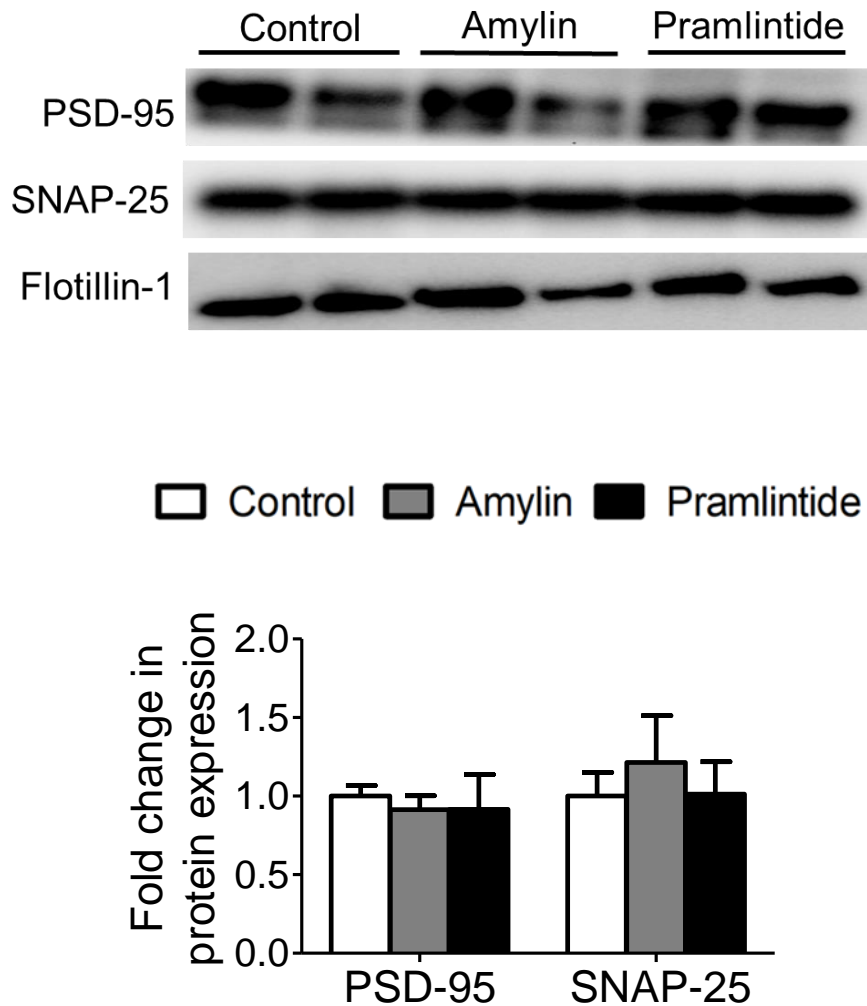 Control Amylin Pramlintide
PSD-95
SNAP-25
Flotillin-1
Control Amylin Pramlintide
Fold change in
protein expression
2.0
1.5
1.0
0.5
0.0
PSD-95 SNAP-25